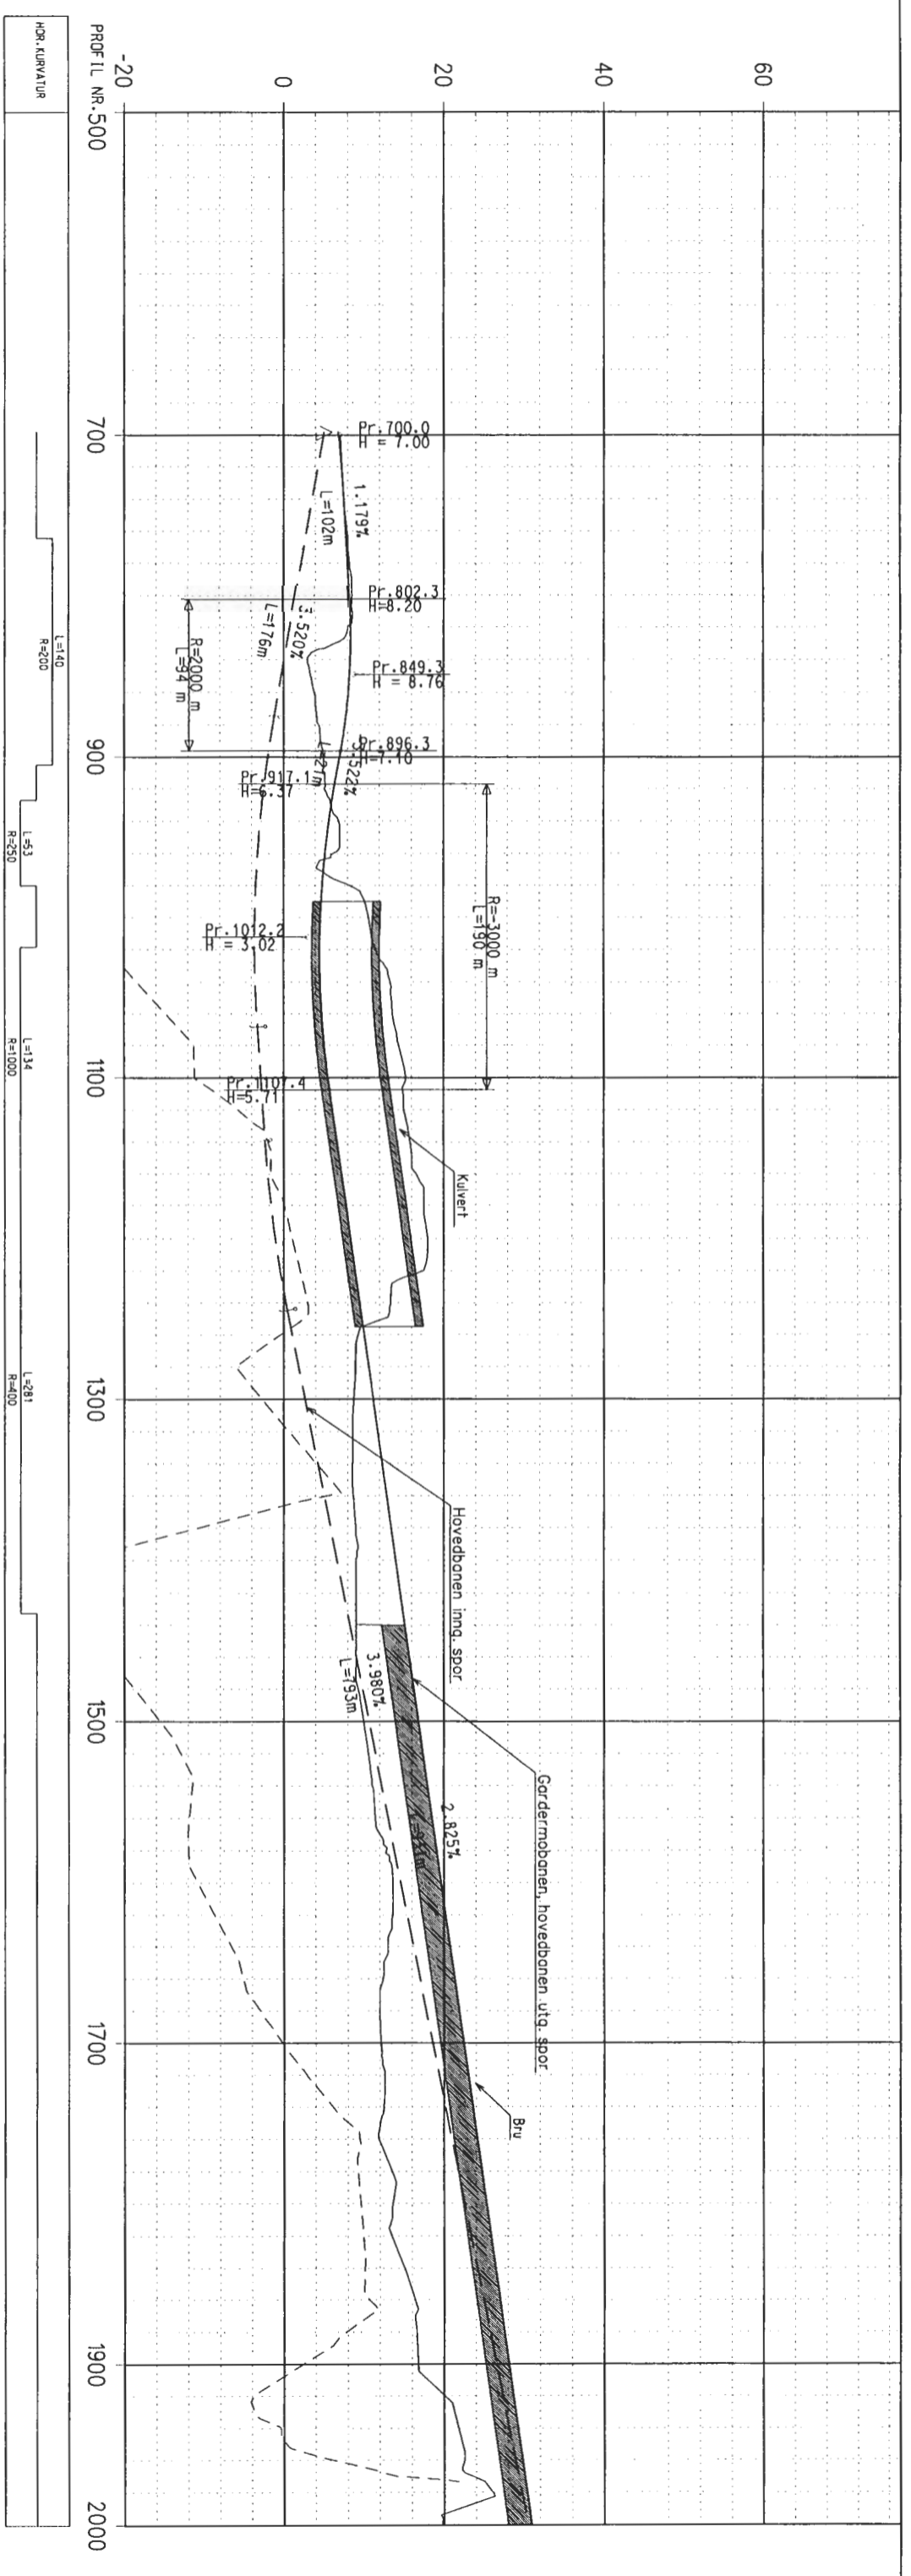 60
40
20
0
-20
PROFIL NR.500
700
900
1100
1300
1500
1700
1900
2000
Pr.700.0
H = 7.00
1.179%
L=102m
Pr.802.3
H=8.20
3.520%
L=176m
R=2000 m
L=94 m
Pr.849.3
H = 8.76
Pr.896.3
H=7.10
L=21m
Pr.917.1
H=6.37
R=-3000 m
L=190 m
Pr.1012.2
H = 3.02
Pr.1107.4
H=5.71
Kulvert
Hovedbanen inng. spor
3.980%
L=793m
Gardermobanen, hovedbanen utg. spor
2.825%
Bru
HOR.KURVATUR
L=140
R=200
L=53
R=250
L=134
R=1000
L=281
R=400